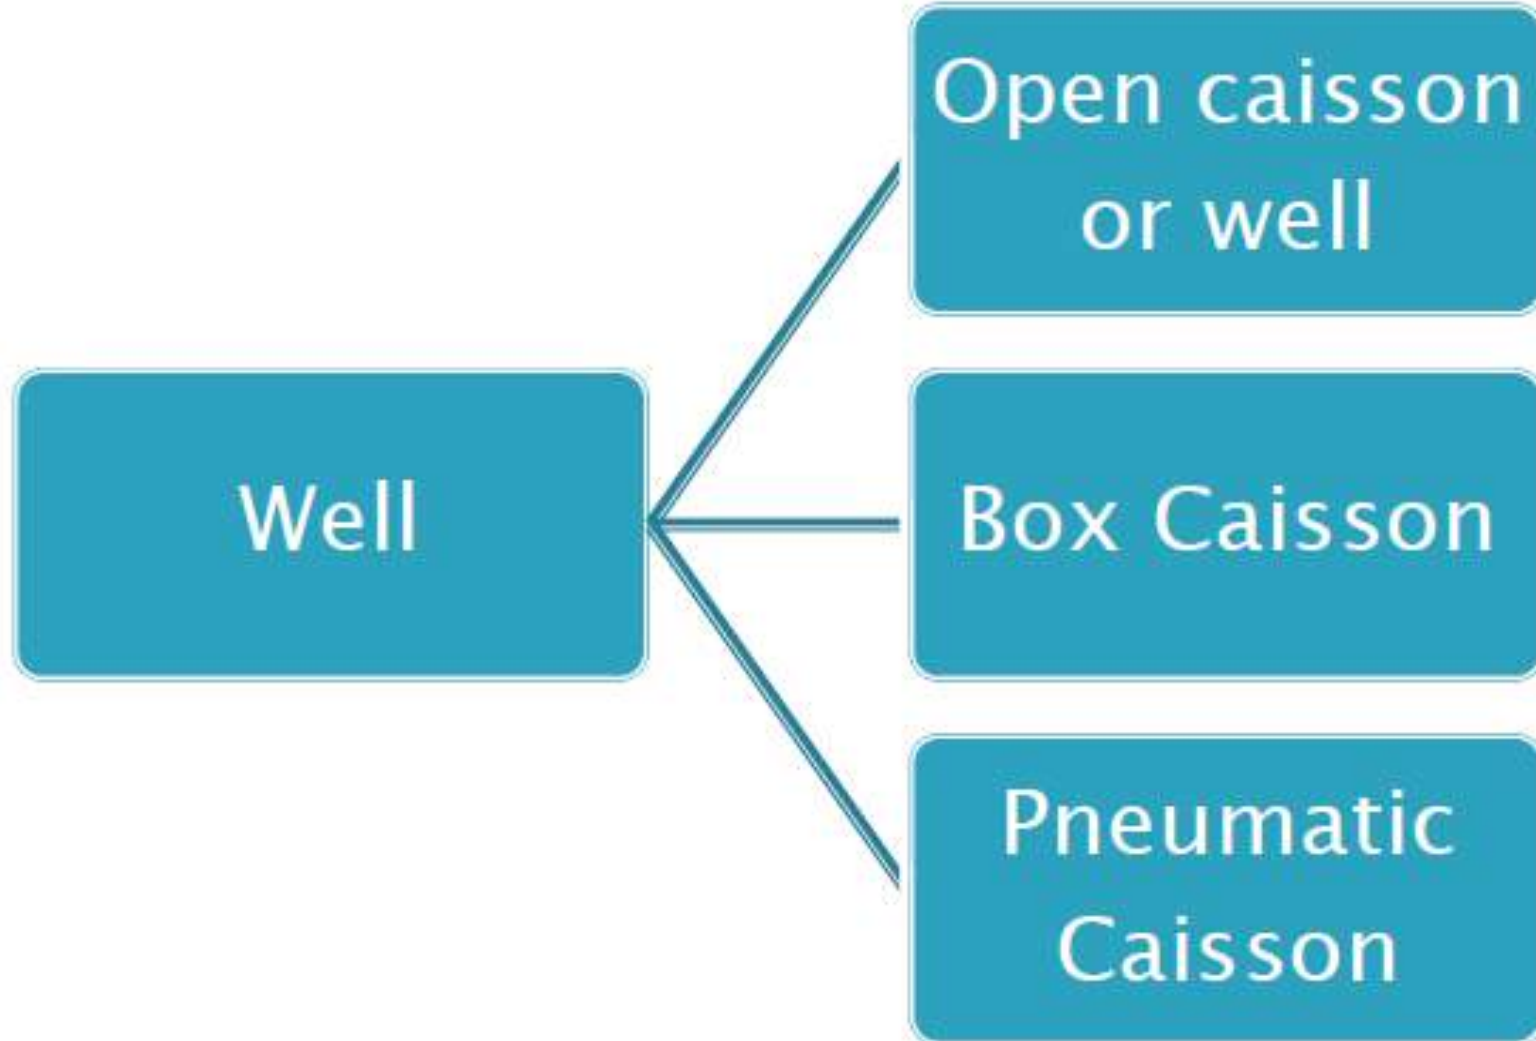 Open caisson
or well
Well
Box Caisson
Pneumatic
Caisson